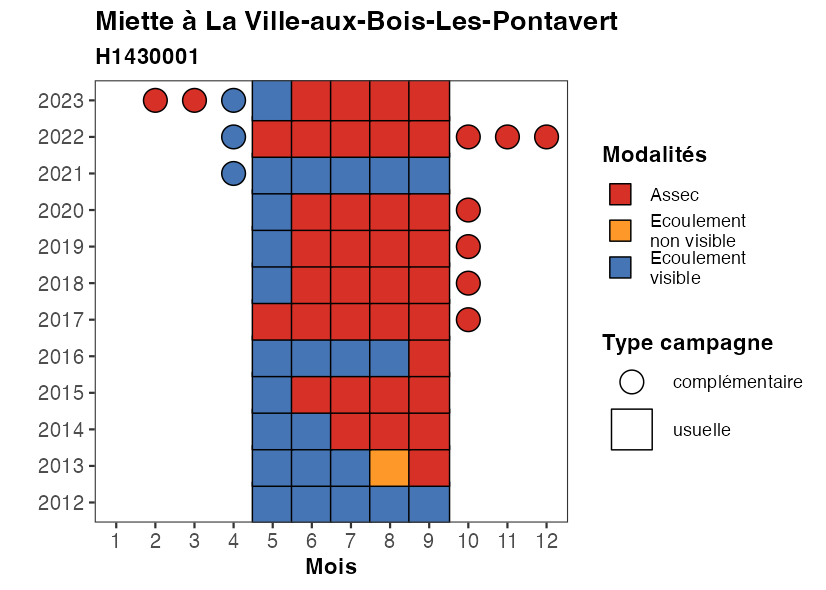 Miette à La Ville-aux-Bois-Les-Pontavert
H1430001
2023
2022
2021
2020
2019
2018
2017
2016
2015
2014
2013
2012
1 2 3 4 5 6 7 8 9 10 11 12
Mois
Modalités
Assec
Ecoulement
non visible
Ecoulement
visible
Type campagne
complémentaire
usuelle